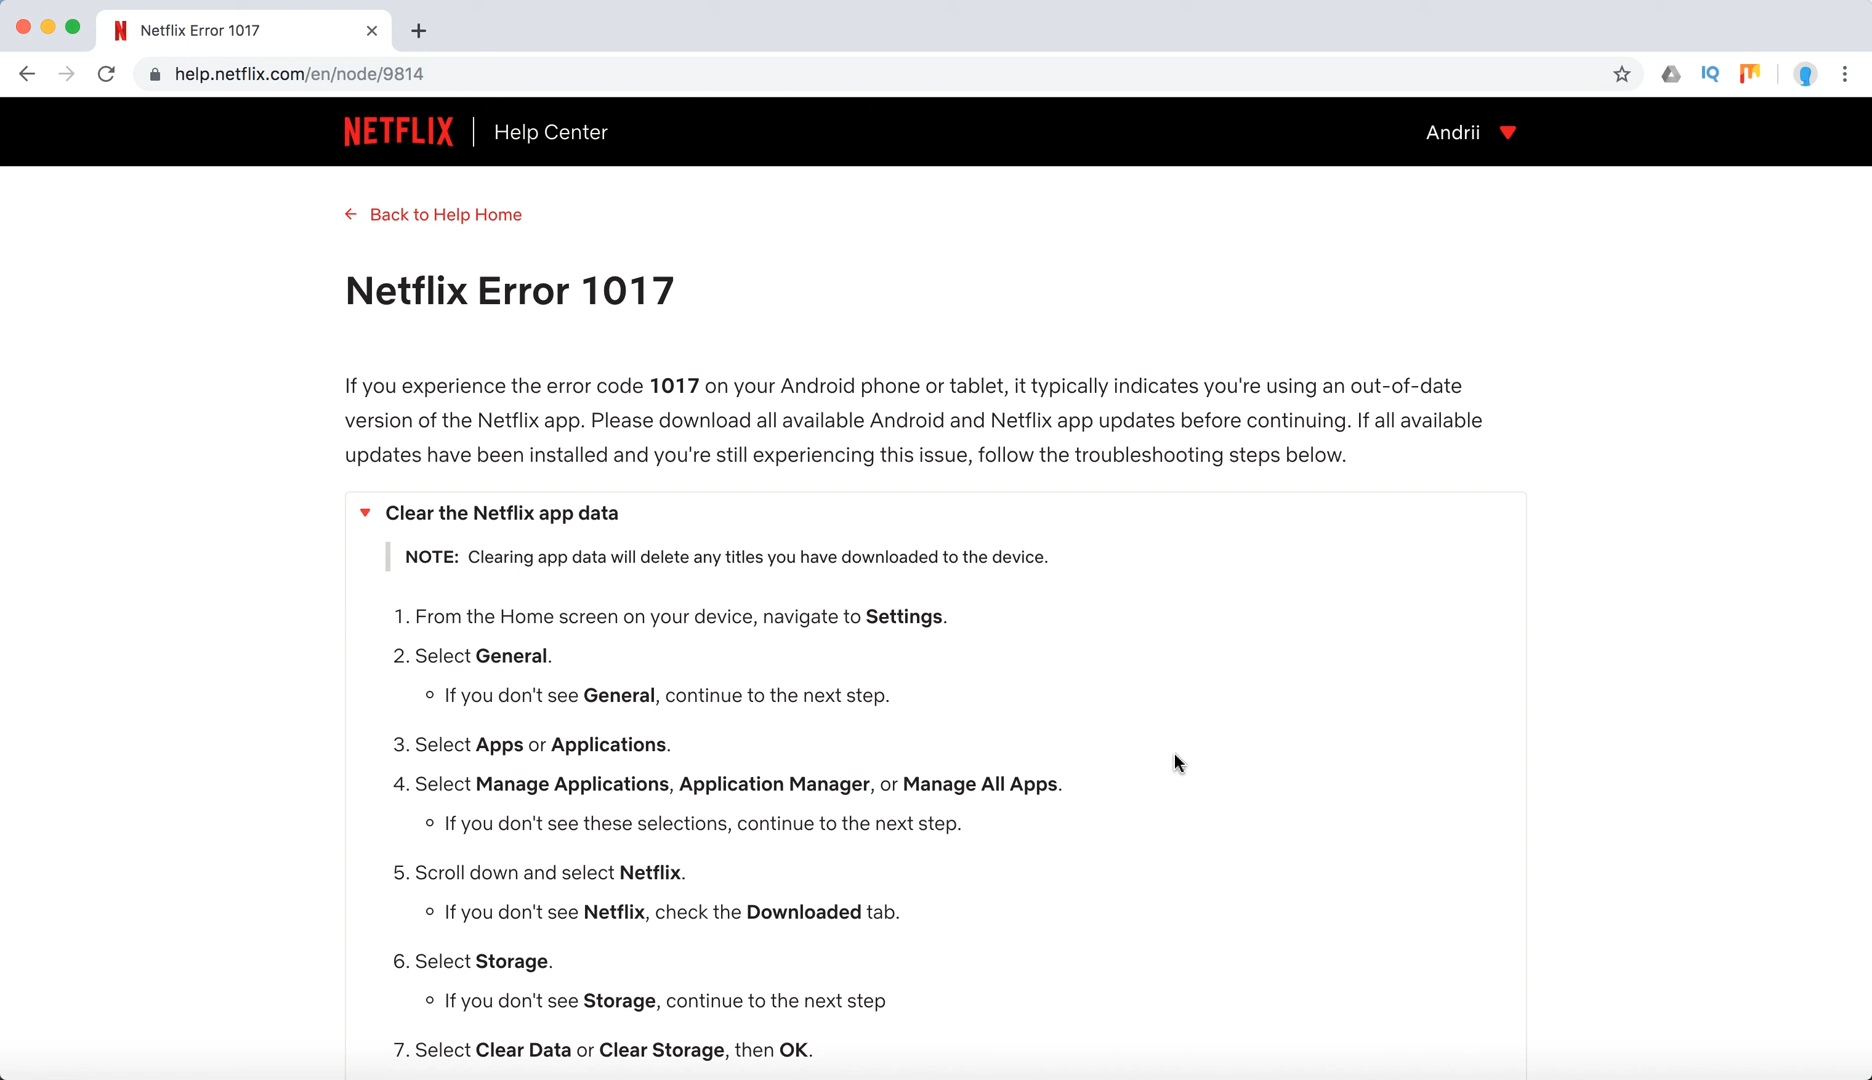 Netflix Error 1017
help.netflix.com/en/node/9814
IQ
NETFLIX | Help Center
Andrii
← Back to Help Home
Netflix Error 1017
If you experience the error code 1017 on your Android phone or tablet, it typically indicates you're using an out-of-date
version of the Netflix app. Please download all available Android and Netflix app updates before continuing. If all available
updates have been installed and you're still experiencing this issue, follow the troubleshooting steps below.
Clear the Netflix app data
NOTE: Clearing app data will delete any titles you have downloaded to the device.
1. From the Home screen on your device, navigate to Settings.
2. Select General.
If you don't see General, continue to the next step.
3. Select Apps or Applications.
4. Select Manage Applications, Application Manager, or Manage All Apps.
If you don't see these selections, continue to the next step.
5. Scroll down and select Netflix.
If you don't see Netflix, check the Downloaded tab.
6. Select Storage.
If you don't see Storage, continue to the next step
7. Select Clear Data or Clear Storage, then OK.